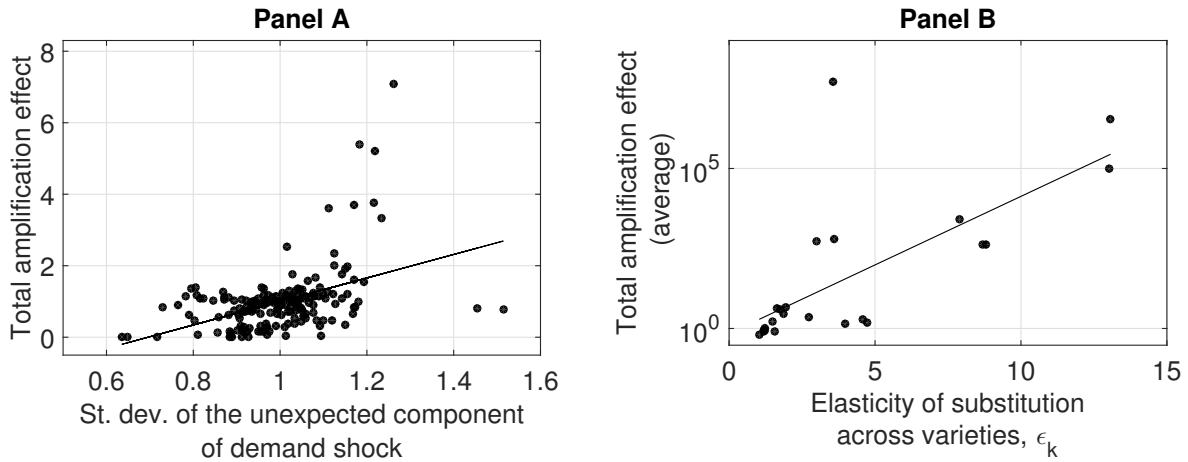 Panel A
Total amplification effect
8
6
4
2
0
0.6 0.8 1 1.2 1.4 1.6
St. dev. of the unexpected component
of demand shock
Panel B
Total amplification effect
(average)
10^5
10^0
0 5 10 15
Elasticity of substitution
across varieties, ϵ_k